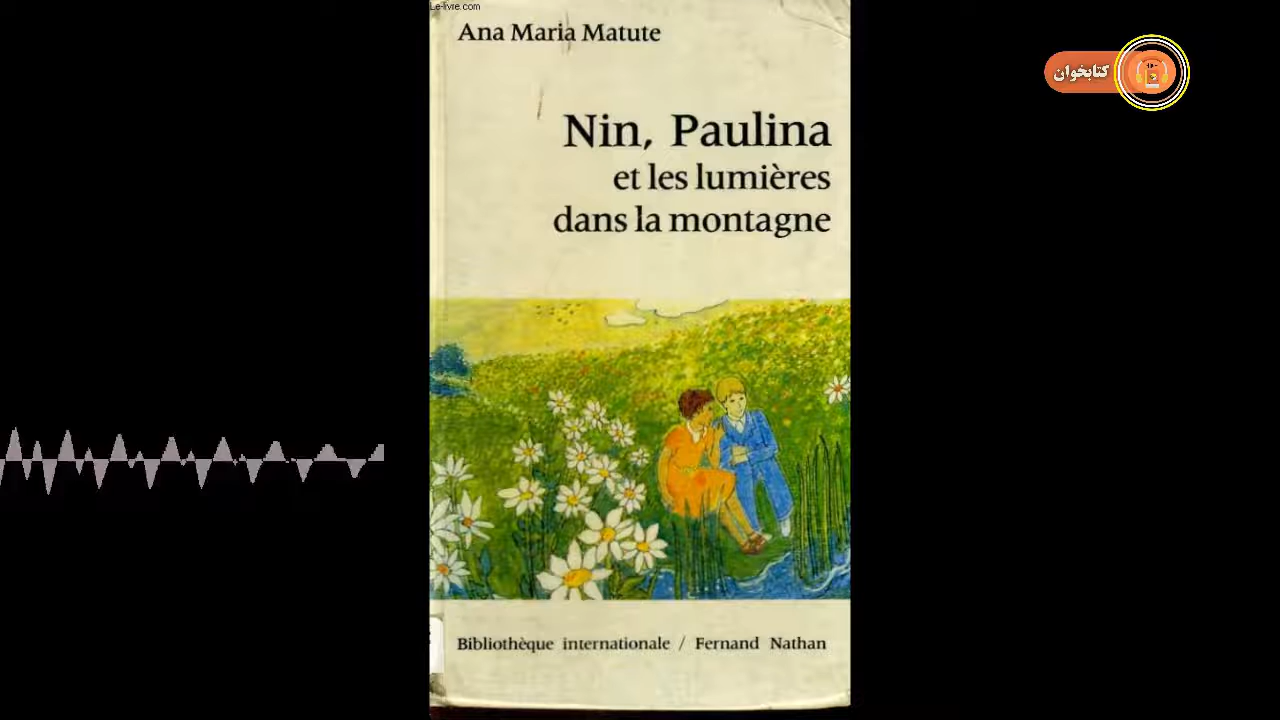 Le-livre.com
Ana Maria Matute
کتابخوان
Nin, Paulina
et les lumières
dans la montagne
Bibliothèque internationale / Fernand Nathan